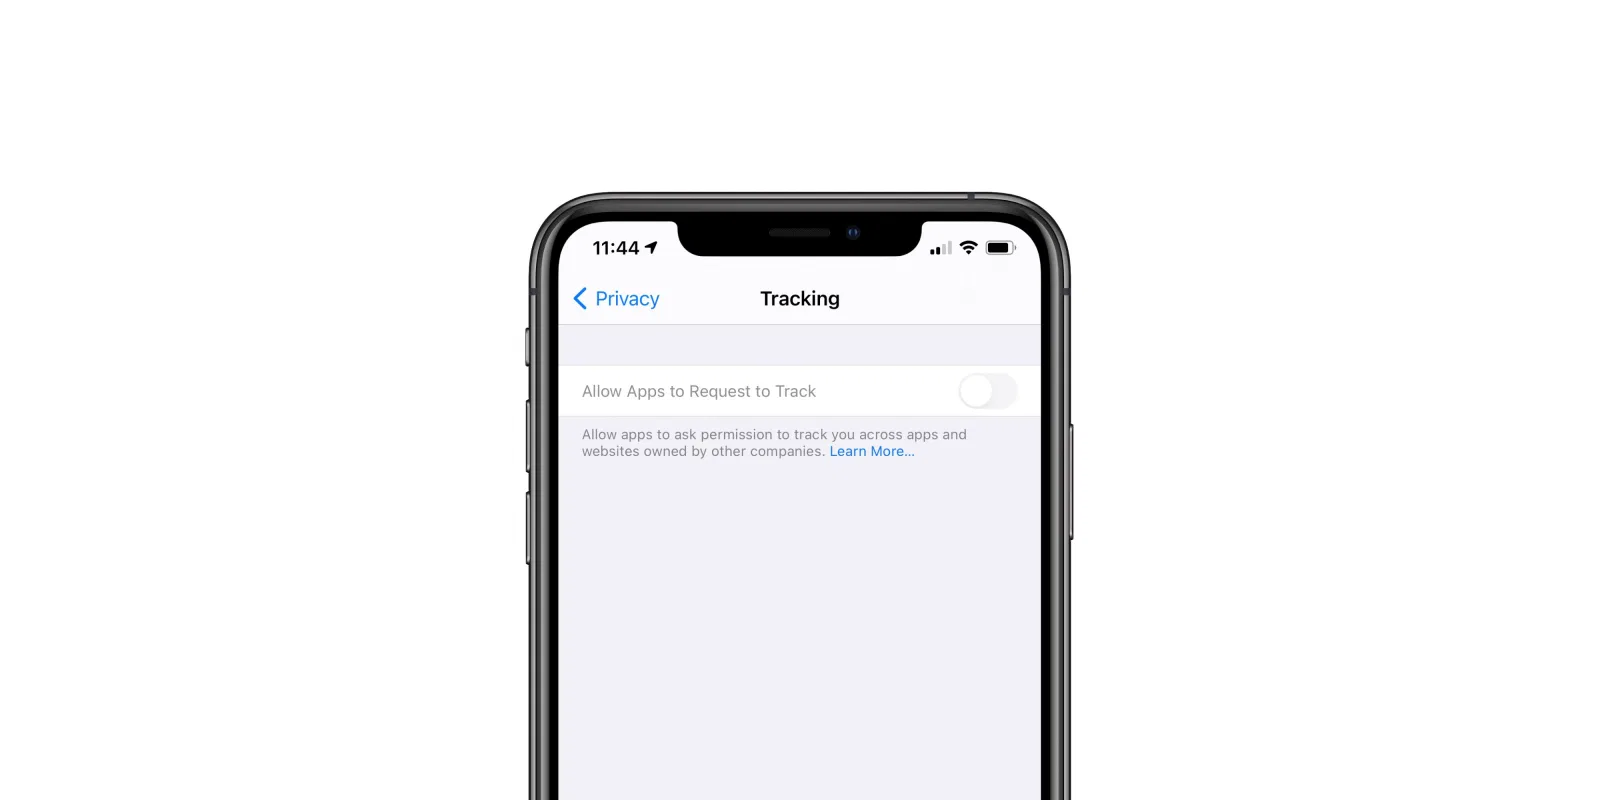 11:44
Privacy
Tracking
Allow Apps to Request to Track
Allow apps to ask permission to track you across apps and
websites owned by other companies. Learn More...